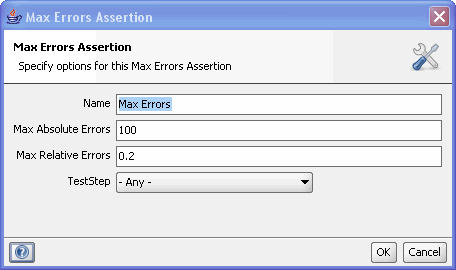 Max Errors Assertion
Max Errors Assertion
Specify options for this Max Errors Assertion
Name Max Errors
Max Absolute Errors 100
Max Relative Errors 0.2
TestStep - Any -
? OK Cancel